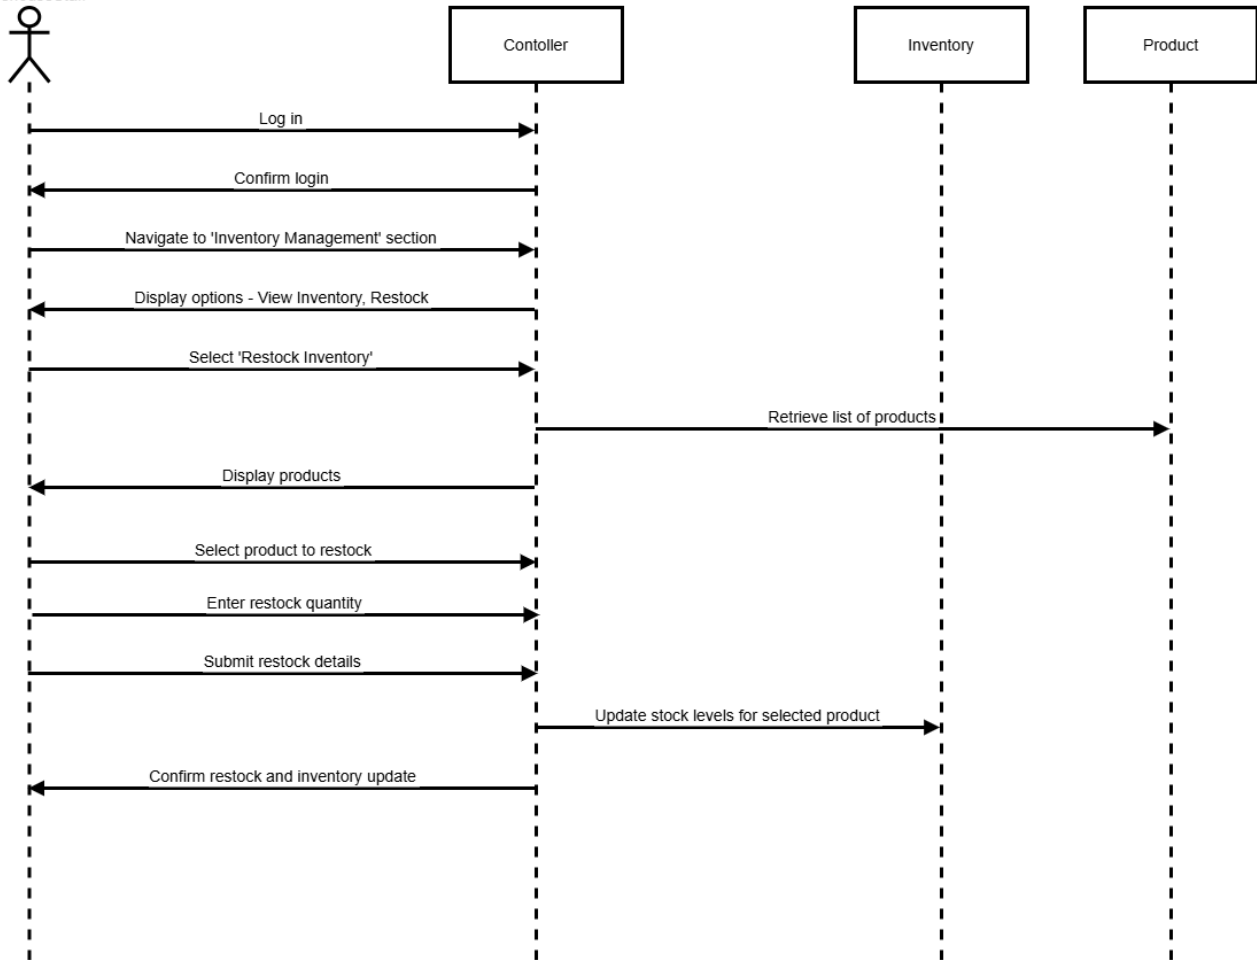 Contoller
Inventory
Product
Log in
Confirm login
Navigate to 'Inventory Management' section
Display options - View Inventory, Restock
Select 'Restock Inventory'
Retrieve list of products
Display products
Select product to restock
Enter restock quantity
Submit restock details
Update stock levels for selected product
Confirm restock and inventory update